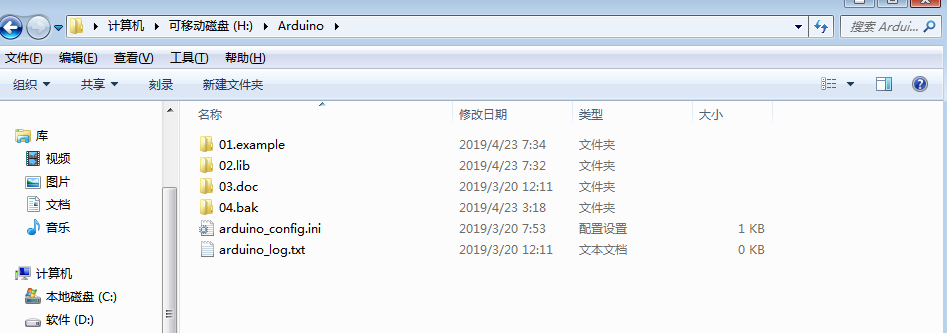 计算机 可移动磁盘 (H:) Arduino 搜索 Ardui...
文件(F) 编辑(E) 查看(V) 工具(T) 帮助(H)
组织 共享 刻录 新建文件夹
名称 修改日期 类型 大小
库
视频
图片
文档
音乐
计算机
本地磁盘 (C:)
软件 (D:)
01.example 2019/4/23 7:34 文件夹
02.lib 2019/4/23 7:32 文件夹
03.doc 2019/3/20 12:11 文件夹
04.bak 2019/4/23 3:18 文件夹
arduino_config.ini 2019/3/20 7:53 配置设置 1 KB
arduino_log.txt 2019/3/20 12:11 文本文档 0 KB